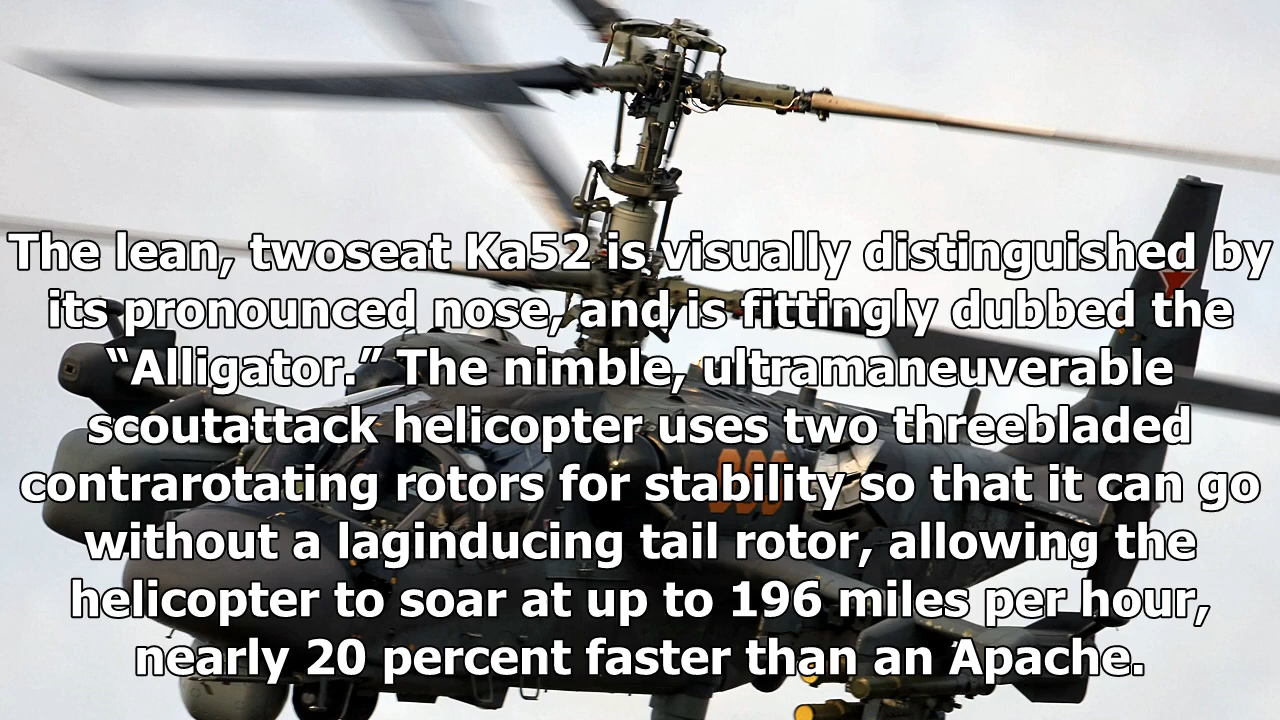 The lean, twoseat Ka52 is visually distinguished by
its pronounced nose, and is fittingly dubbed the
“Alligator.” The nimble, ultramaneuverable
scoutattack helicopter uses two threebladed
contrarotating rotors for stability so that it can go
without a laginducing tail rotor, allowing the
helicopter to soar at up to 196 miles per hour,
nearly 20 percent faster than an Apache.